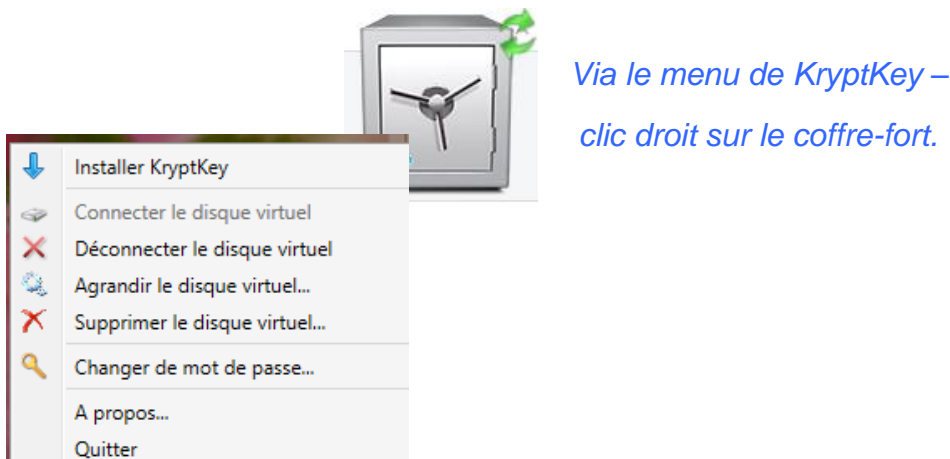 Via le menu de KryptKey –
clic droit sur le coffre-fort.
Installer KryptKey
Connecter le disque virtuel
Déconnecter le disque virtuel
Agrandir le disque virtuel...
Supprimer le disque virtuel...
Changer de mot de passe...
A propos...
Quitter